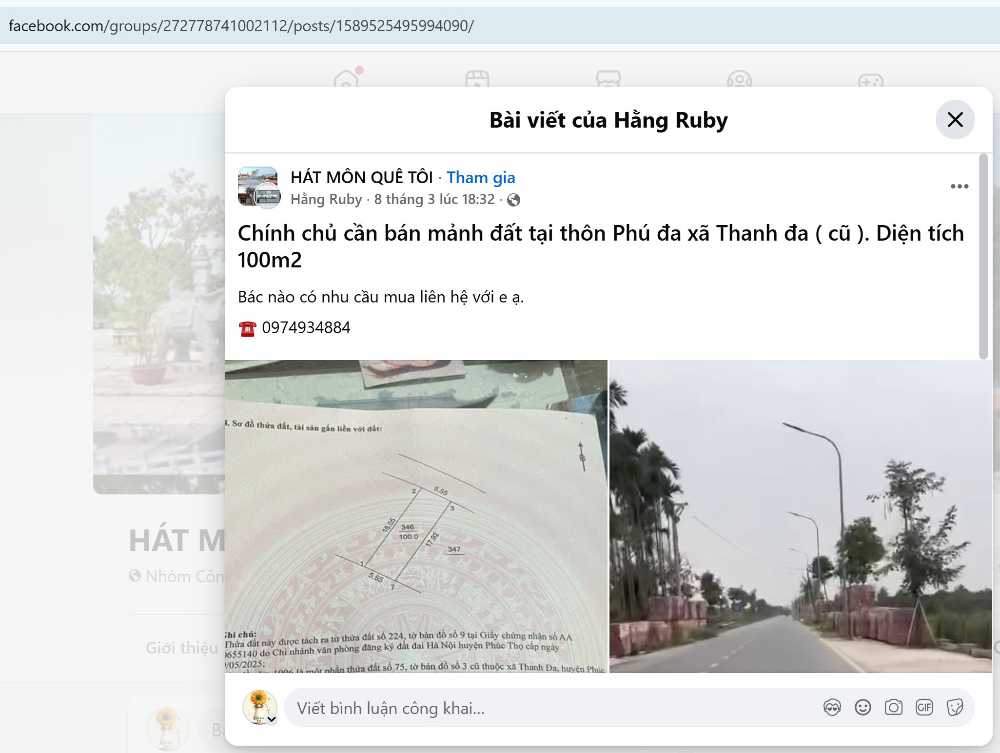 facebook.com/groups/272778741002112/posts/1589525495994090/
Bài viết của Hằng Ruby
HÁT MÔN QUÊ TÔI · Tham gia
Hằng Ruby · 8 tháng 3 lúc 18:32 ·
Chính chủ cần bán mảnh đất tại thôn Phú đa xã Thanh đa ( cũ ). Diện tích
100m2
Bác nào có nhu cầu mua liên hệ với e ạ.
☎️ 0974934884
4. Sơ đồ thửa đất, tài sản gắn liền với đất:
B
2
5.55
3
18.05
346
100.0
17.92
347
1
5.55
7
Ghi chú:
Thửa đất này được tách ra từ thửa đất số 224, tờ bản đồ số 9 tại Giấy chứng nhận số AA
0655140 do Chi nhánh văn phòng đăng ký đất đai Hà Nội huyện Phúc Thọ cấp ngày
/05/2025;
1996 là một phần thửa đất số 75, tờ bản đồ số 3 cũ thuộc xã Thanh Đa, huyện Phúc
HÁT M
Nhóm Côn
Giới thiệu
Viết bình luận công khai...
GIF